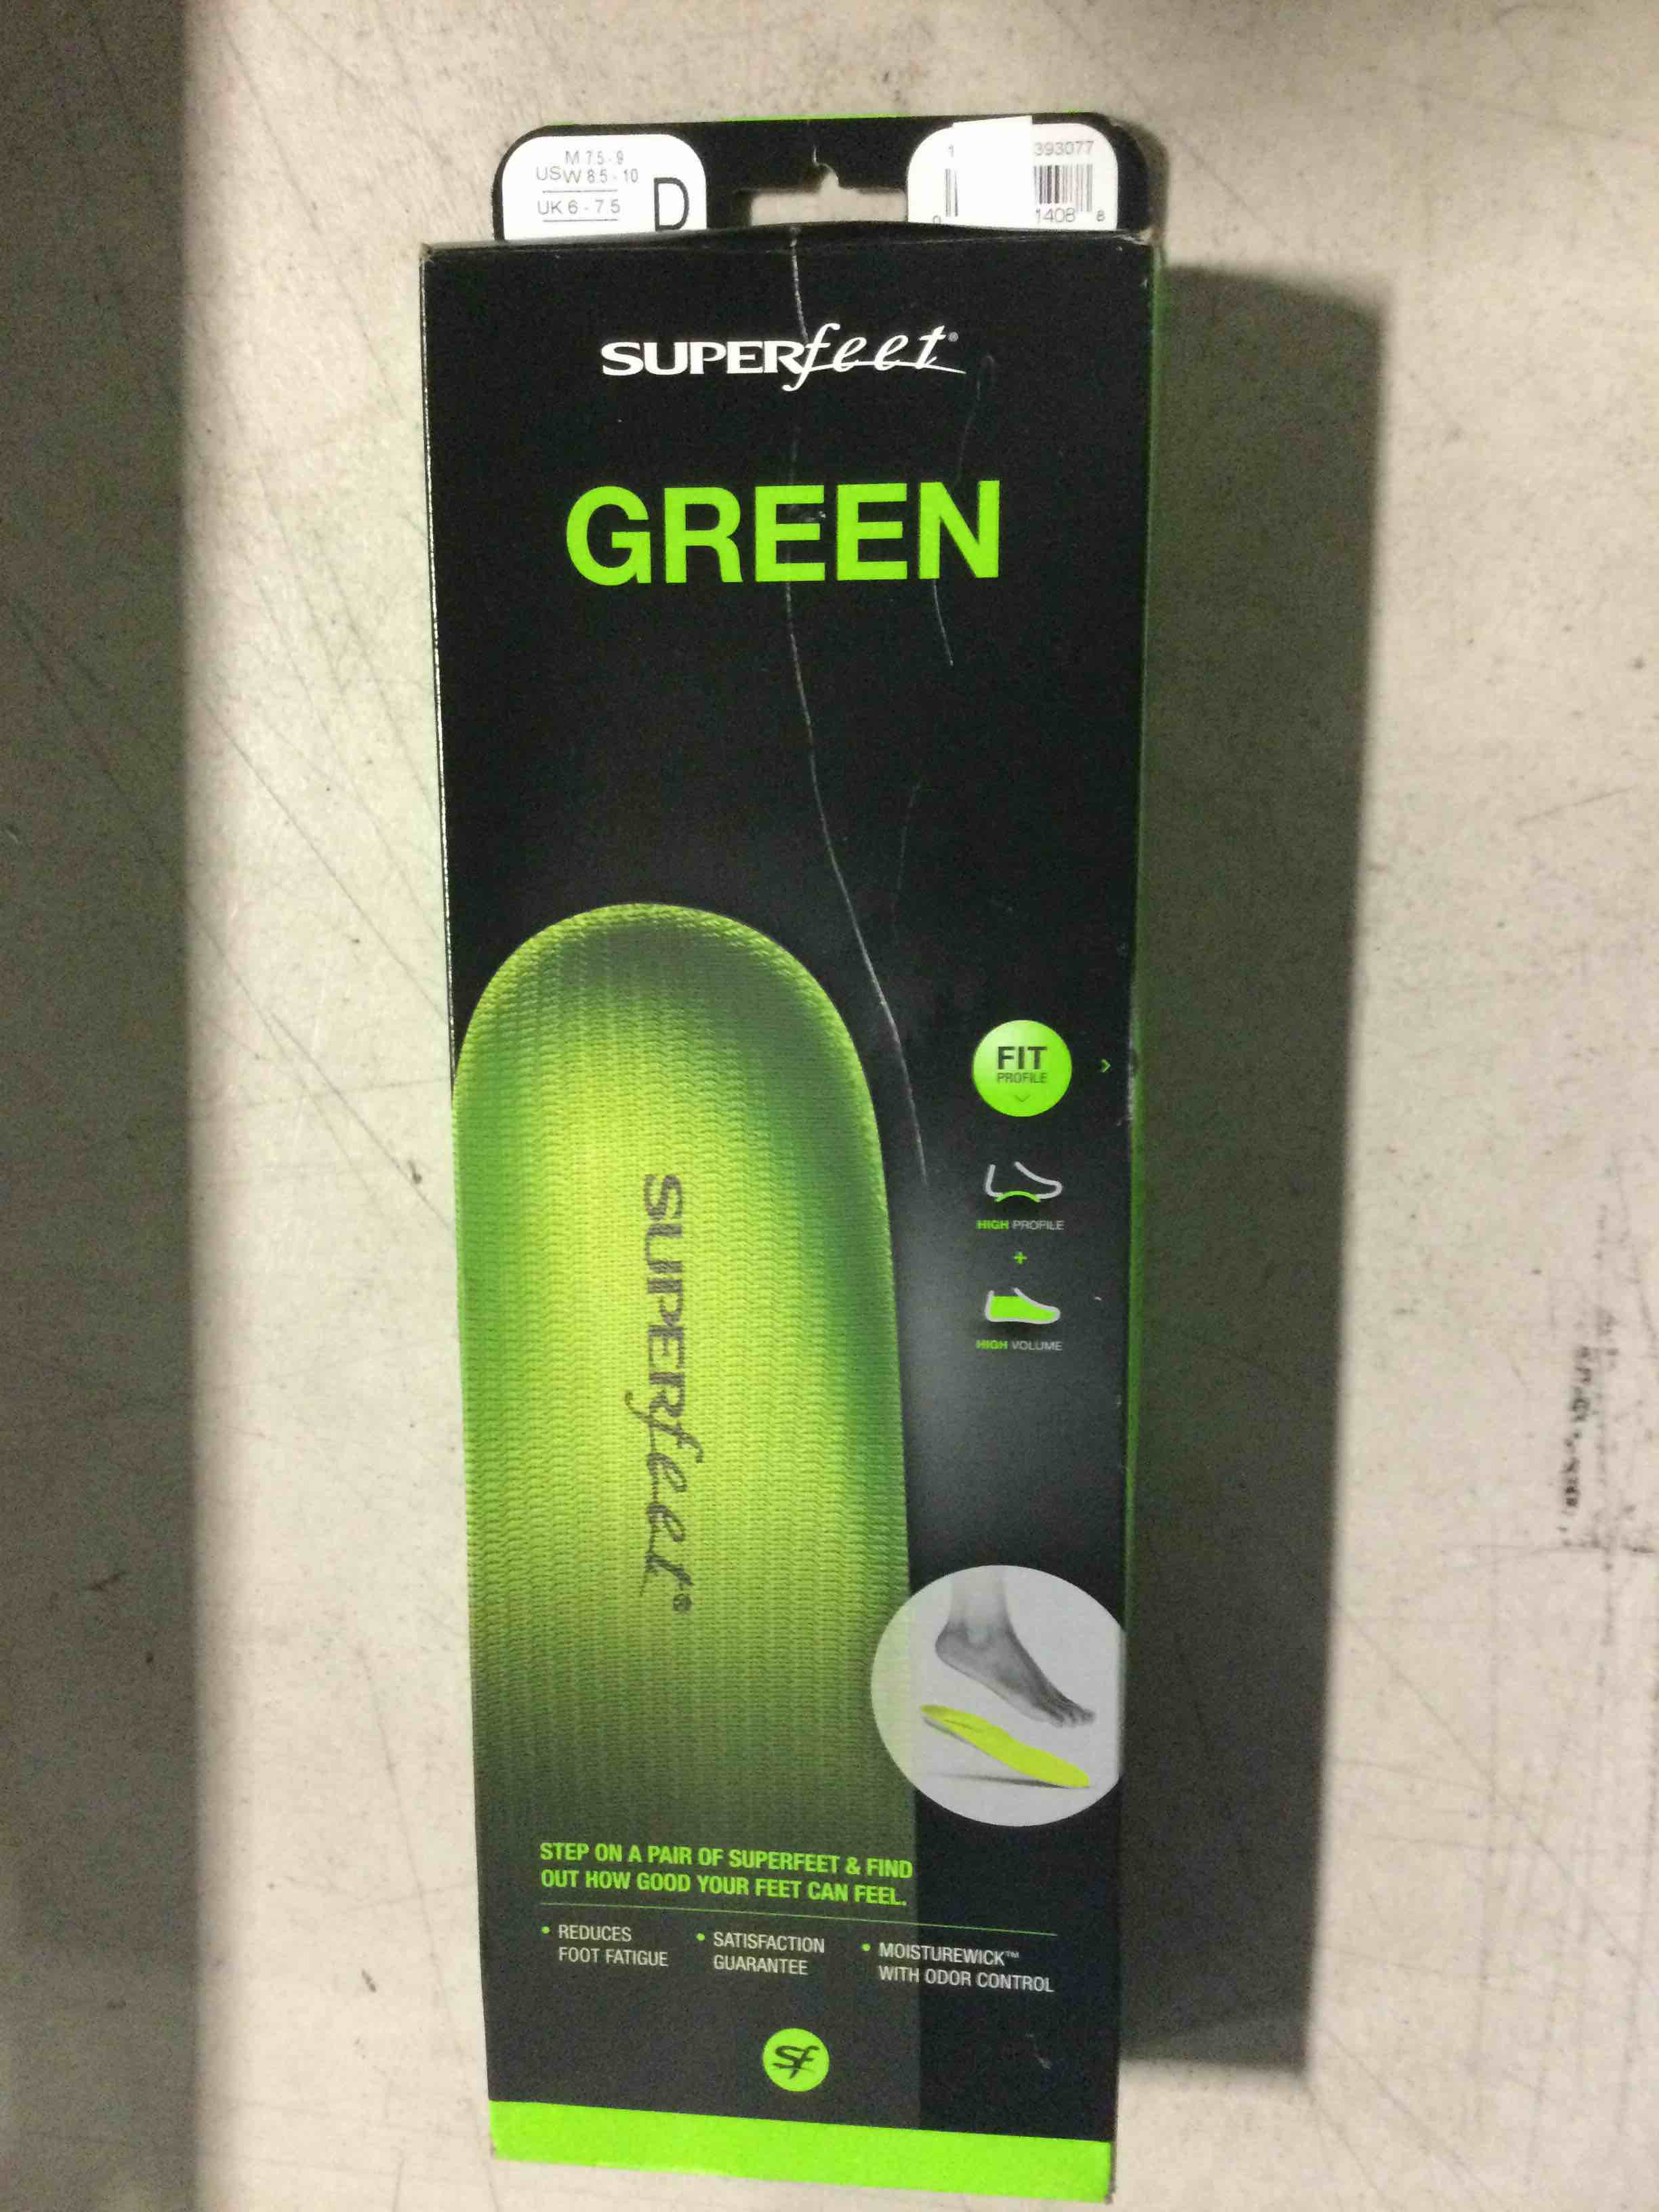 M 7.5 - 9
US W 8.5 - 10
UK 6 - 7.5
D
1 393077
0 1408 8
SUPERfeet®
GREEN
FIT
PROFILE
HIGH PROFILE
+
HIGH VOLUME
SUPERfeet®
STEP ON A PAIR OF SUPERFEET & FIND
OUT HOW GOOD YOUR FEET CAN FEEL.
• REDUCES
FOOT FATIGUE
• SATISFACTION
GUARANTEE
• MOISTUREWICK™
WITH ODOR CONTROL
sf